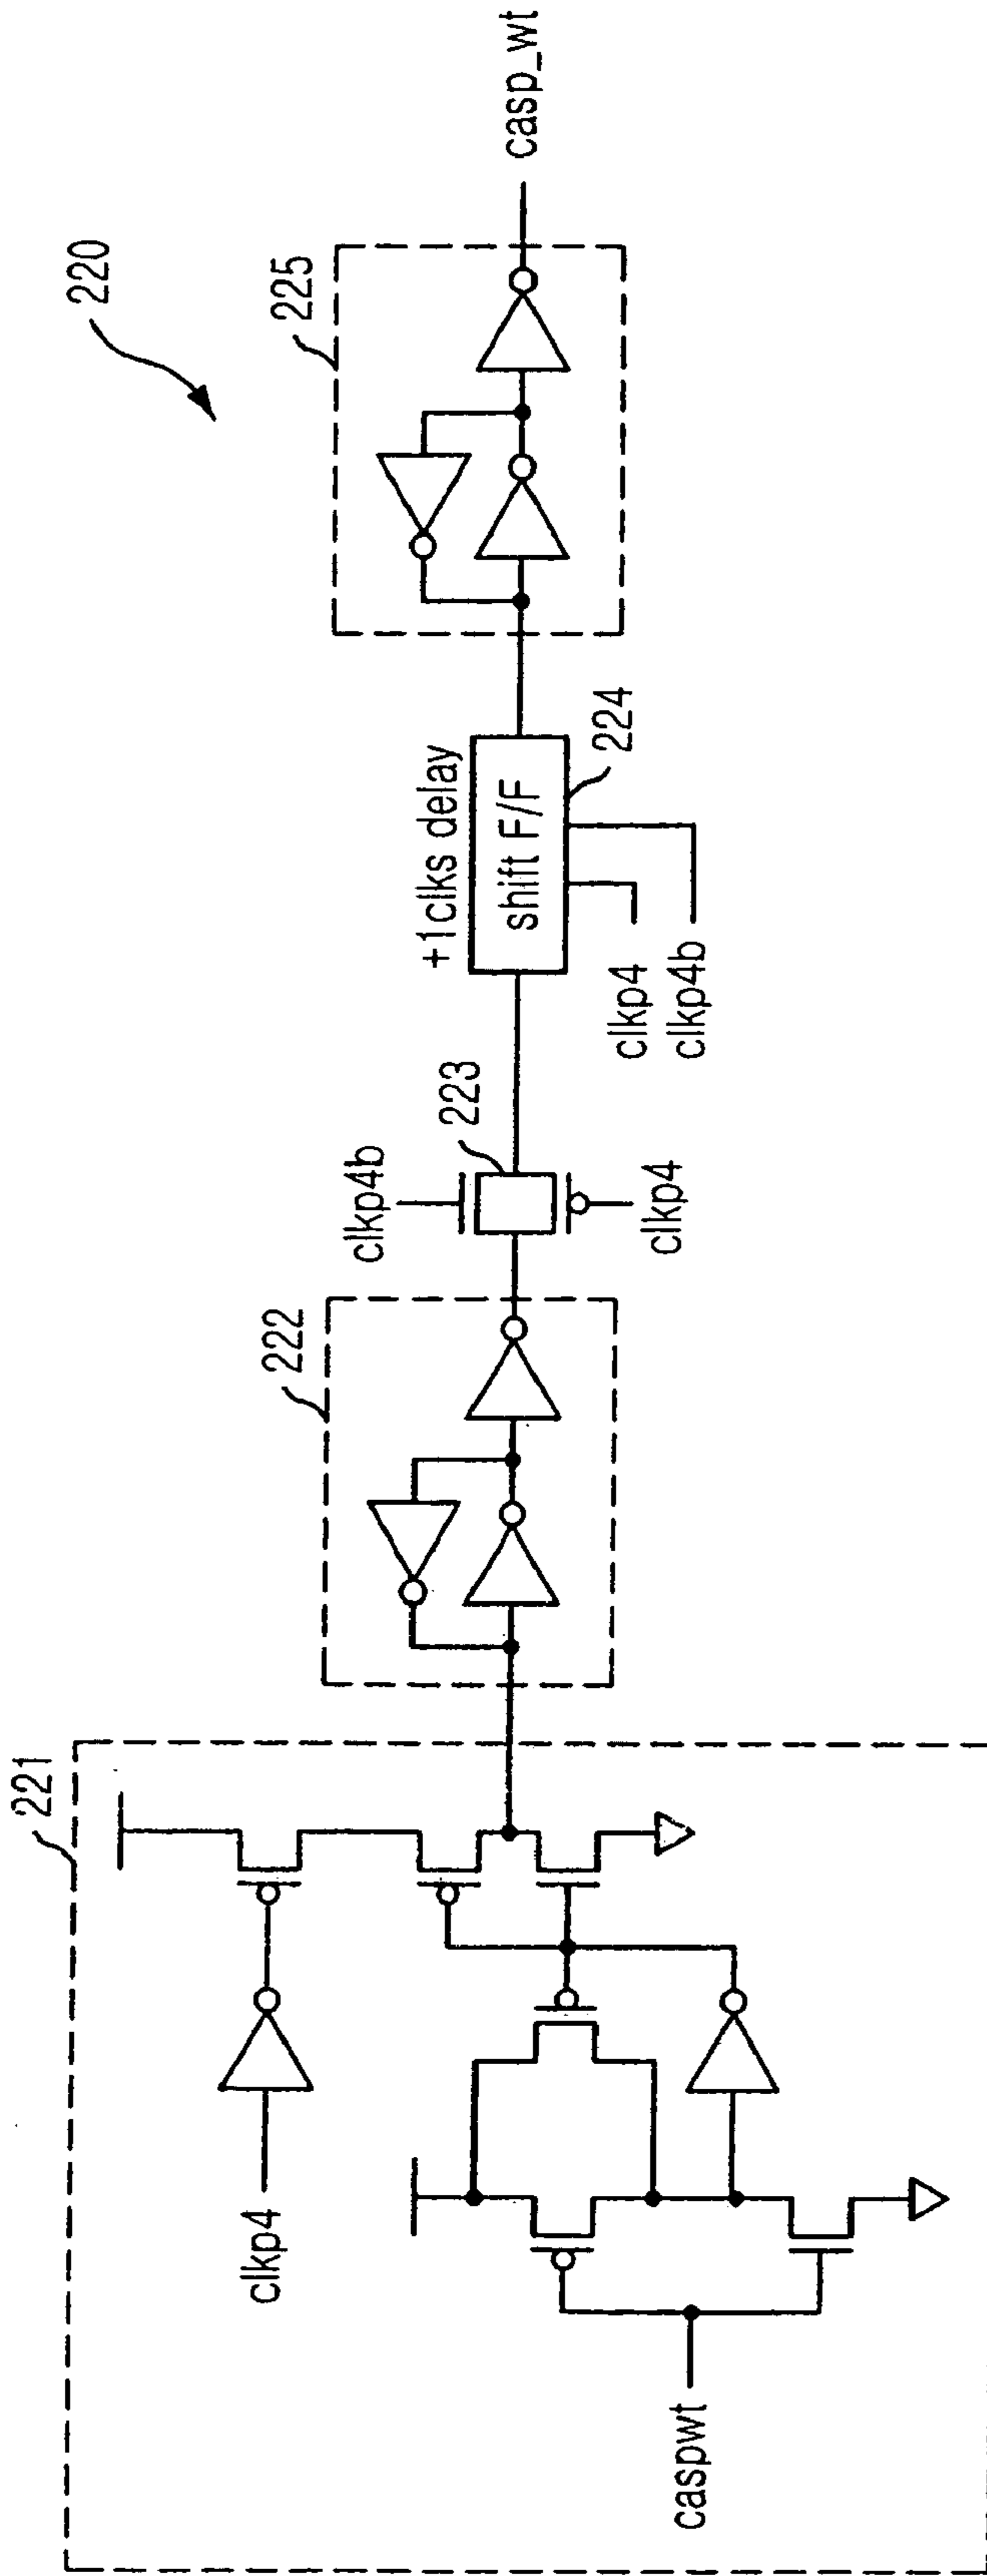 220
221
clkp4
caspwt
222
clkp4b
223
clkp4
+1clks delay
shift F/F
224
clkp4
clkp4b
225
casp_wt